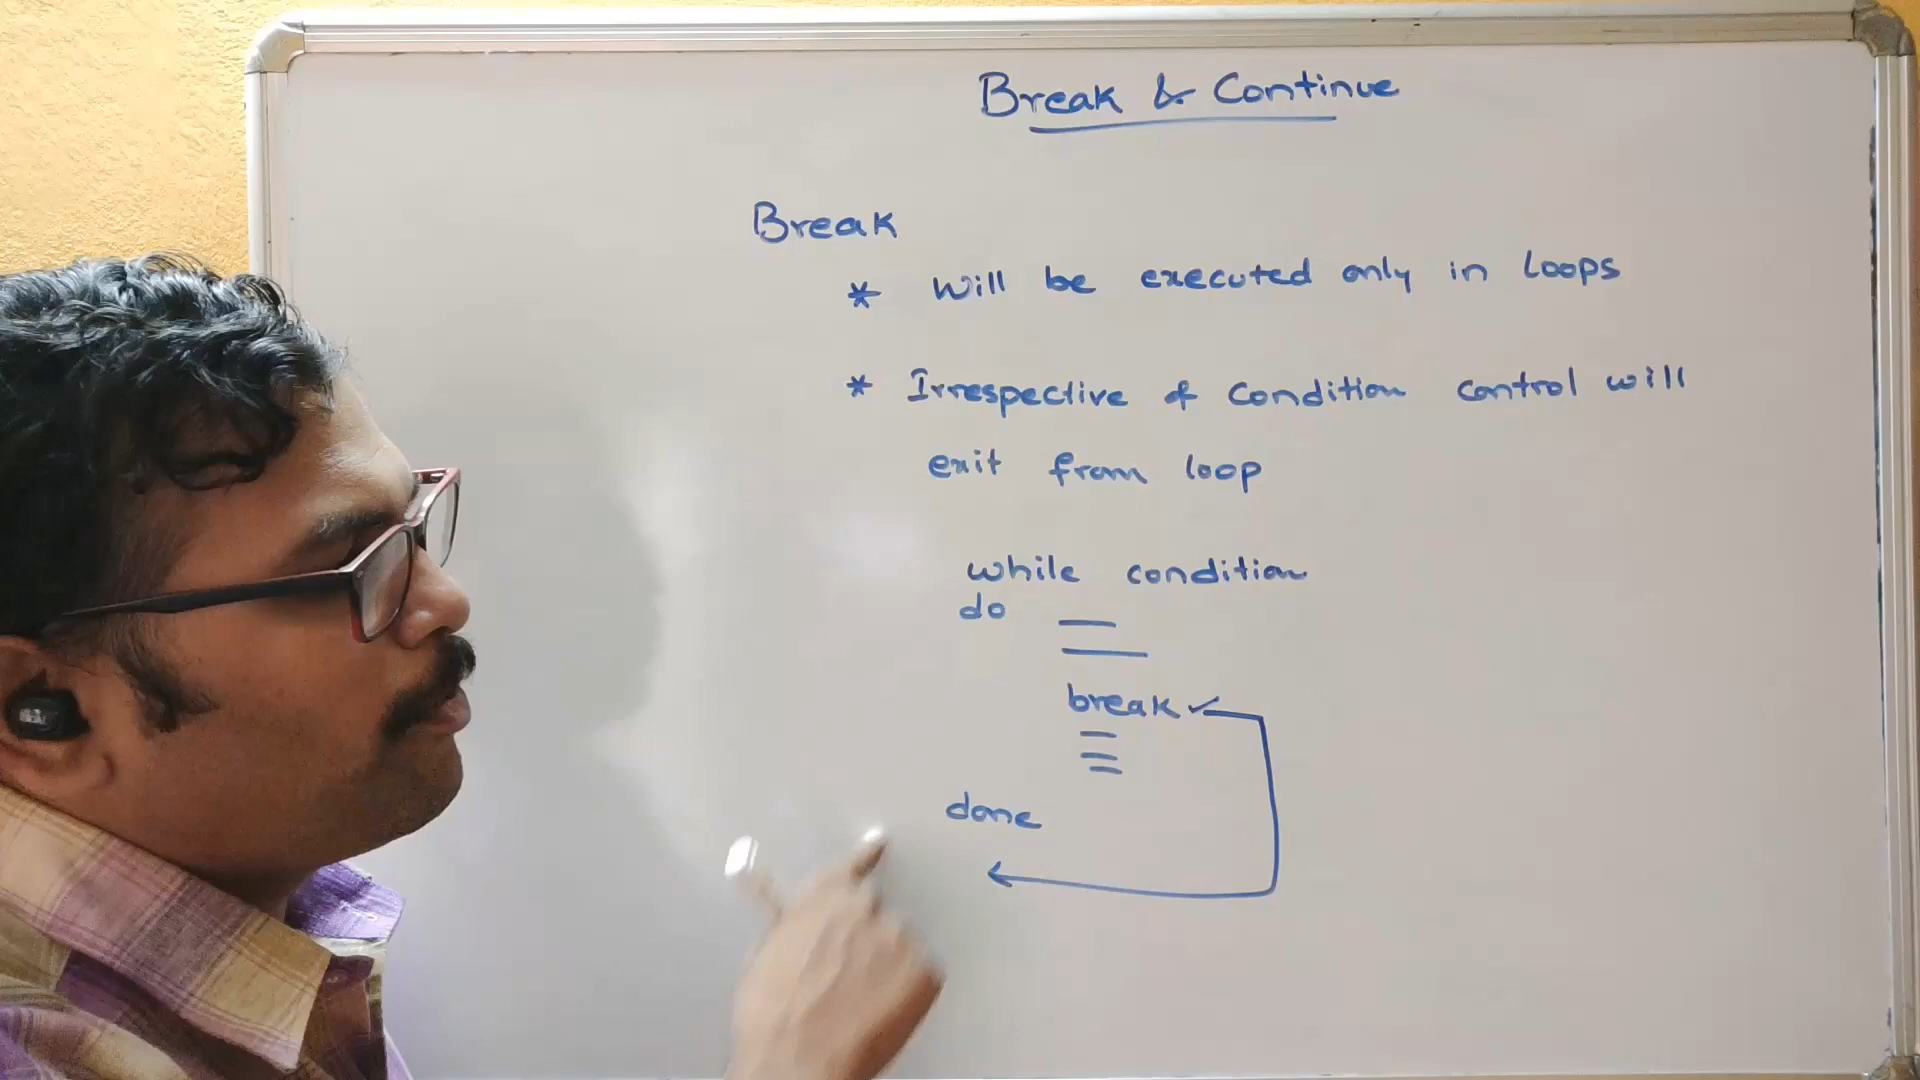 Break & Continue
Break
* Will be executed only in Loops
* Irrespective of condition control will
exit from loop
while condition
do
break
done